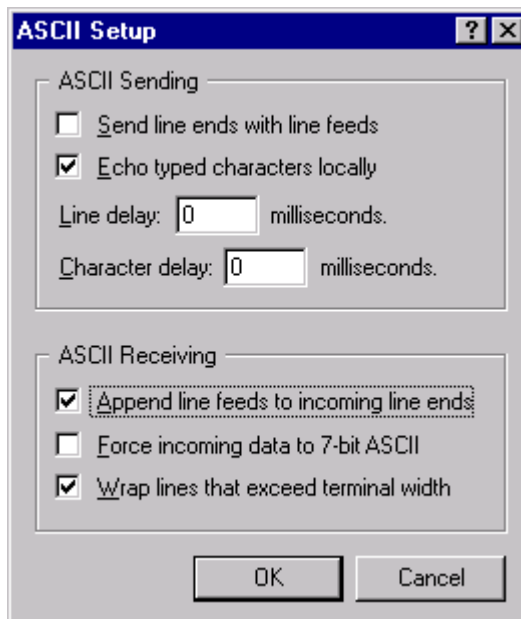 ASCII Setup
ASCII Sending
Send line ends with line feeds
Echo typed characters locally
Line delay: 0 milliseconds.
Character delay: 0 milliseconds.
ASCII Receiving
Append line feeds to incoming line ends
Force incoming data to 7-bit ASCII
Wrap lines that exceed terminal width
OK Cancel